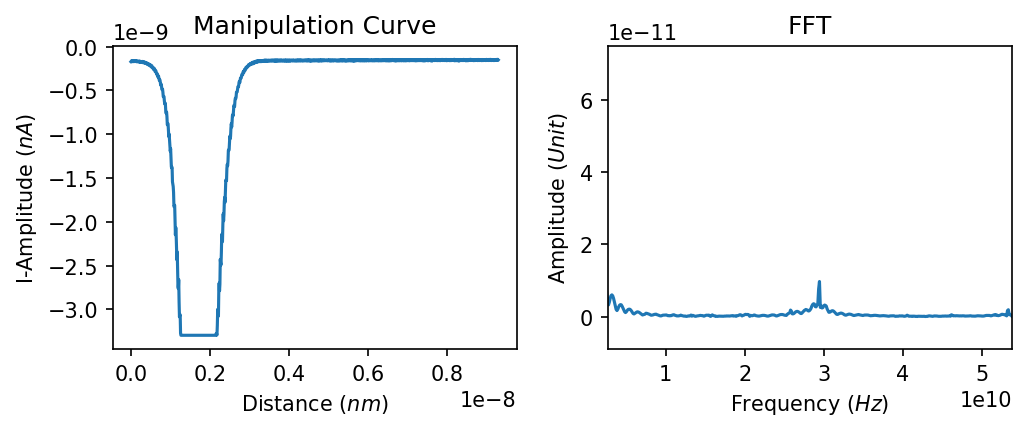 Manipulation Curve
1e−9
0.0
−0.5
−1.0
−1.5
−2.0
−2.5
−3.0
I-Amplitude (nA)
0.0 0.2 0.4 0.6 0.8
Distance (nm)
1e−8
FFT
1e−11
6
4
2
0
Amplitude (Unit)
1 2 3 4 5
Frequency (Hz)
1e10